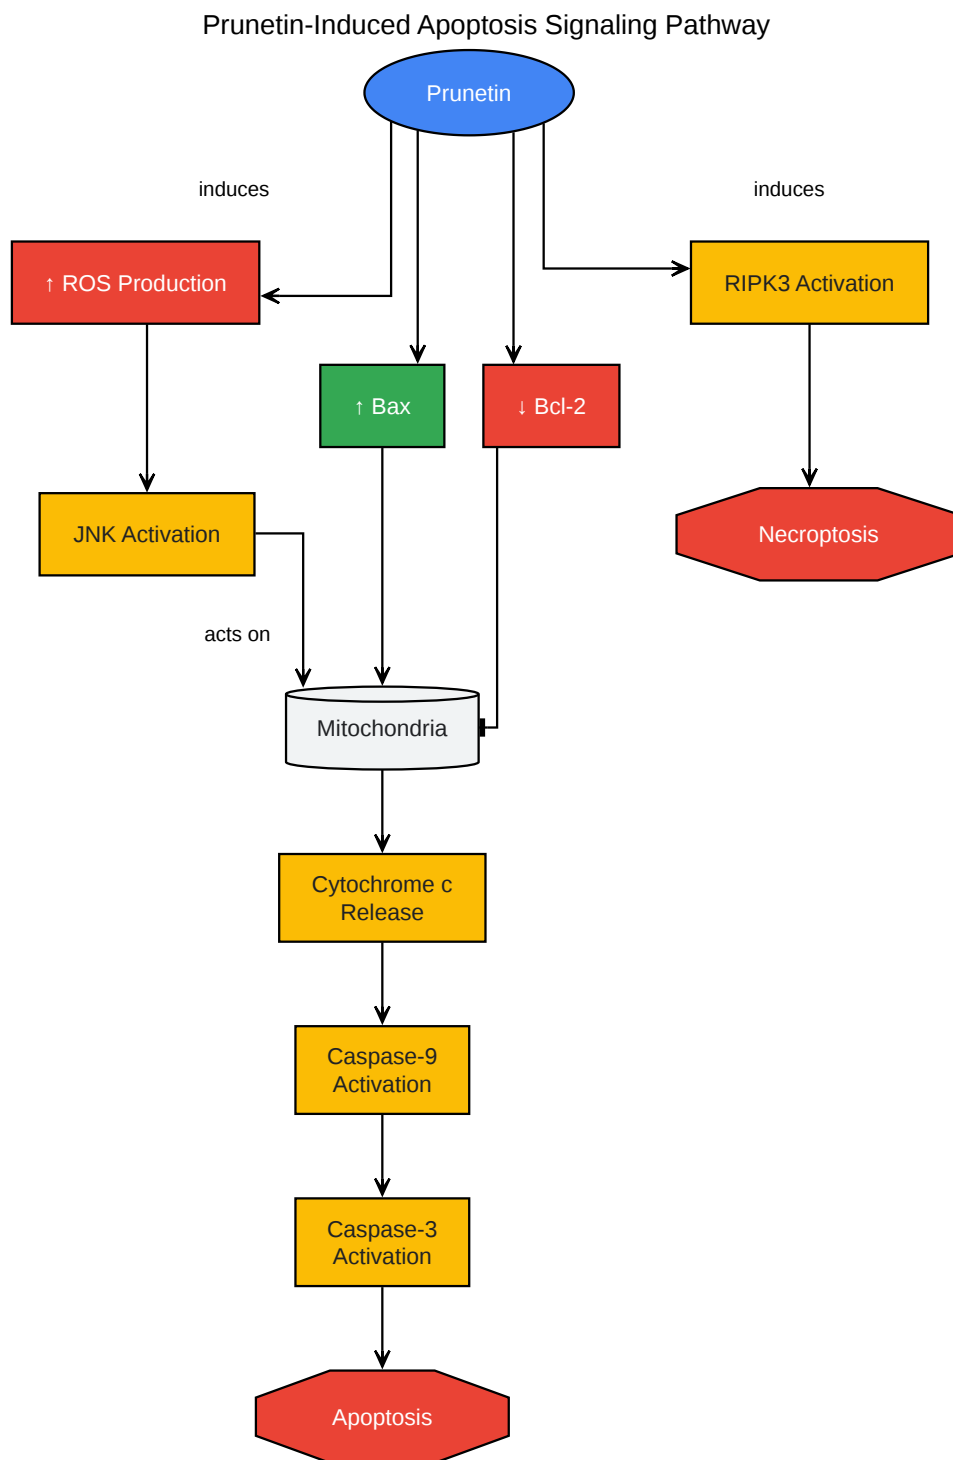 Prunetin-Induced Apoptosis Signaling Pathway
Prunetin
induces
induces
↑ ROS Production
RIPK3 Activation
↑ Bax
↓ Bcl-2
JNK Activation
Necroptosis
acts on
Mitochondria
Cytochrome c
Release
Caspase-9
Activation
Caspase-3
Activation
Apoptosis